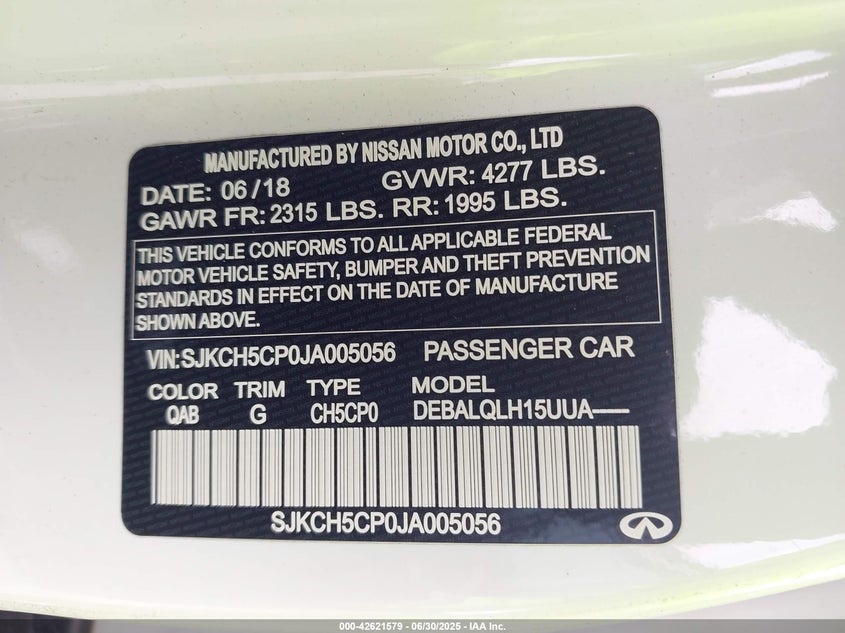 MANUFACTURED BY NISSAN MOTOR CO., LTD
DATE: 06/18 GVWR: 4277 LBS.
GAWR FR: 2315 LBS. RR: 1995 LBS.
THIS VEHICLE CONFORMS TO ALL APPLICABLE FEDERAL
MOTOR VEHICLE SAFETY, BUMPER AND THEFT PREVENTION
STANDARDS IN EFFECT ON THE DATE OF MANUFACTURE
SHOWN ABOVE.
VIN:SJKCH5CP0JA005056 PASSENGER CAR
COLOR TRIM TYPE MODEL
QAB G CH5CP0 DEBALQLH15UUA-----
SJKCH5CP0JA005056
000-42621579 / 06/30/2025 - IAA Inc.